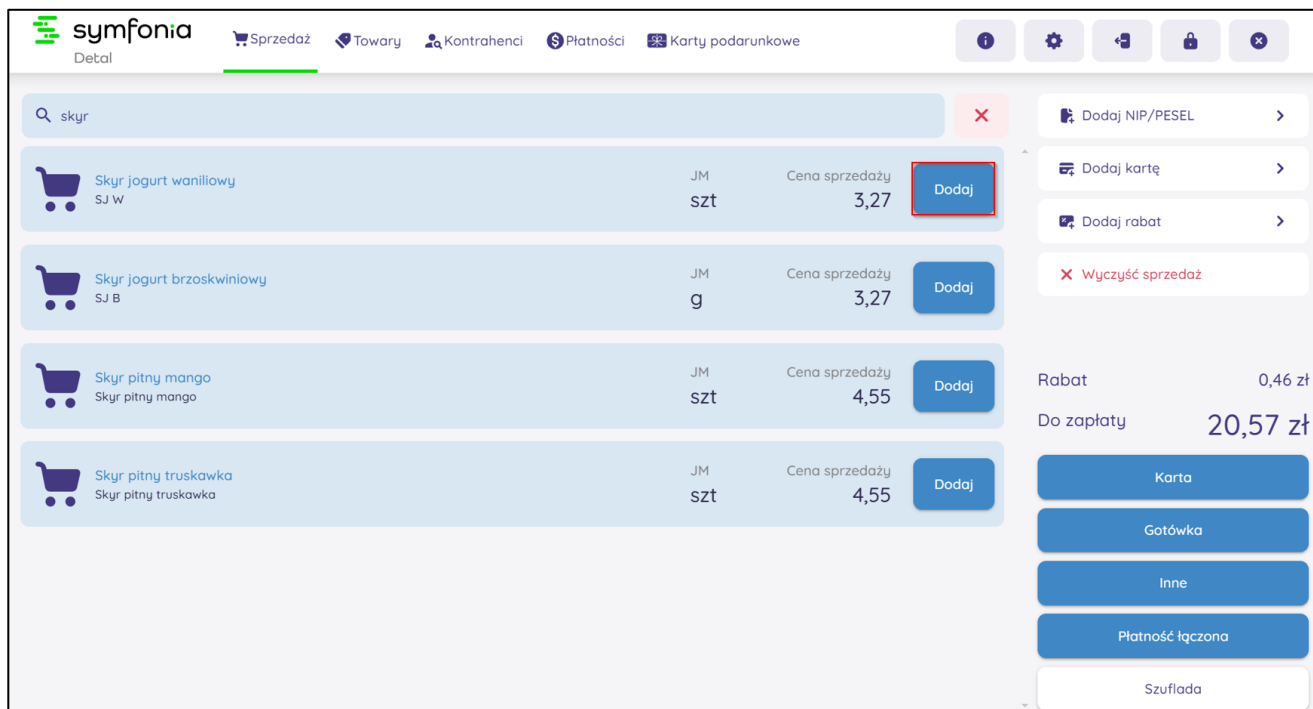 symfonia
Detal
Sprzedaż
Towary
Kontrahenci
Płatności
Karty podarunkowe
skyr
Dodaj NIP/PESEL
Dodaj kartę
Dodaj rabat
Wyczyść sprzedaż
Skyr jogurt waniliowy
SJ W
JM
szt
Cena sprzedaży
3,27
Dodaj
Skyr jogurt brzoskwiniowy
SJ B
JM
g
Cena sprzedaży
3,27
Dodaj
Skyr pitny mango
Skyr pitny mango
JM
szt
Cena sprzedaży
4,55
Dodaj
Skyr pitny truskawka
Skyr pitny truskawka
JM
szt
Cena sprzedaży
4,55
Dodaj
Rabat 0,46 zł
Do zapłaty 20,57 zł
Karta
Gotówka
Inne
Płatność łączona
Szuflada